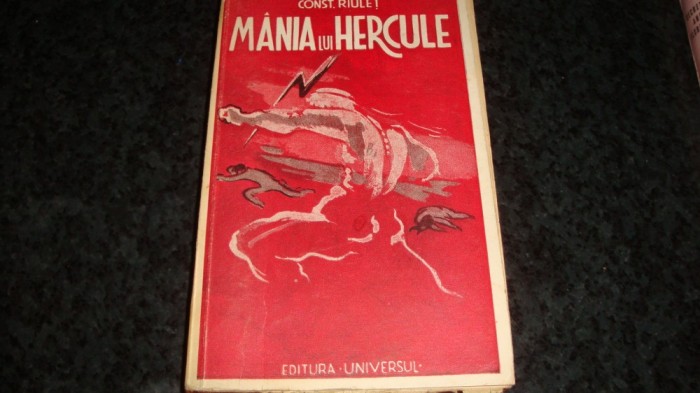 CONST. RIULEȚ
MÂNIA LUI HERCULE
EDITURA · UNIVERSUL ·